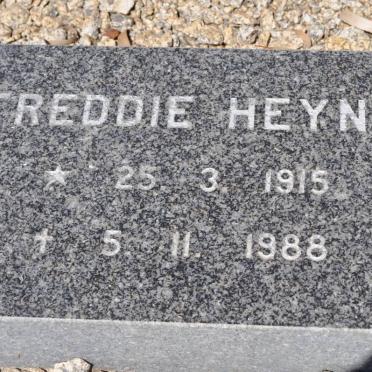 FREDDIE HEYN
* 25. 3. 1915
† 5. 11. 1988